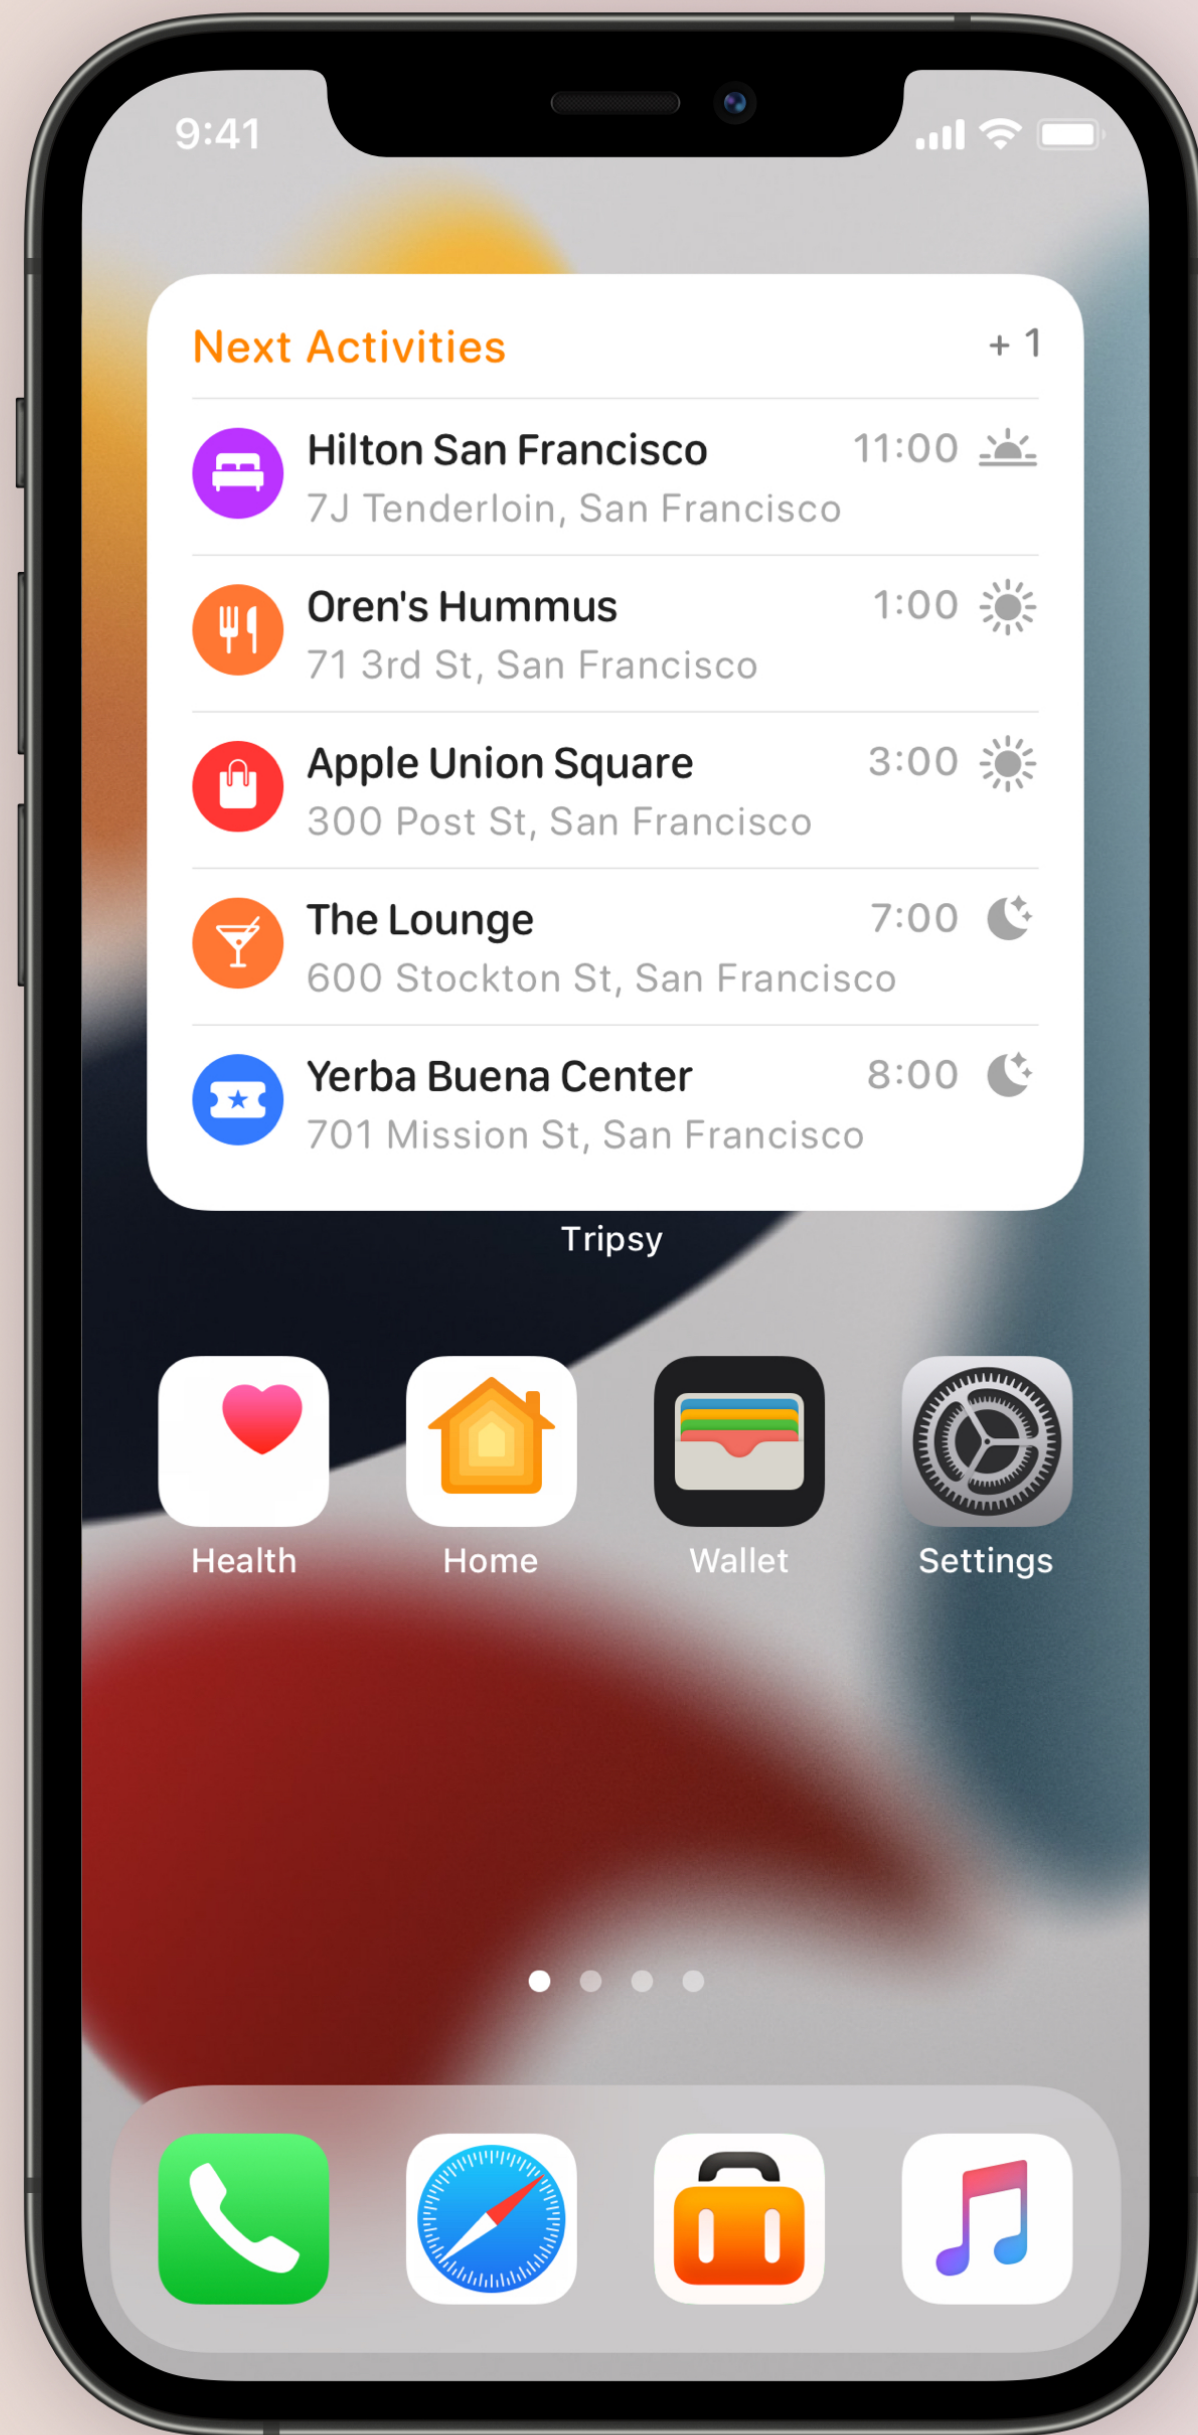 9:41
Next Activities + 1
Hilton San Francisco 11:00
7J Tenderloin, San Francisco
Oren's Hummus 1:00
71 3rd St, San Francisco
Apple Union Square 3:00
300 Post St, San Francisco
The Lounge 7:00
600 Stockton St, San Francisco
Yerba Buena Center 8:00
701 Mission St, San Francisco
Tripsy
Health Home Wallet Settings